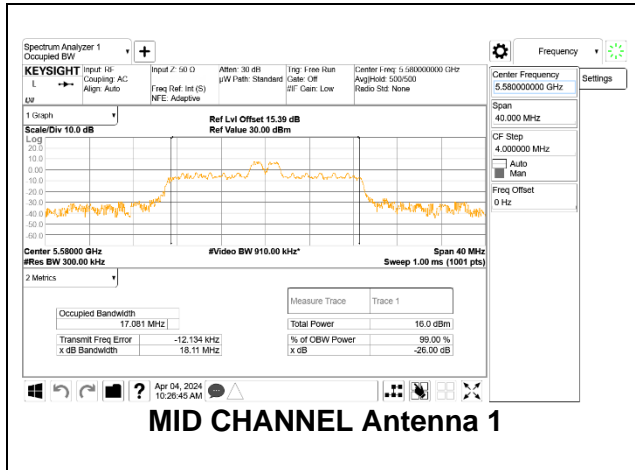 Spectrum Analyzer 1
Occupied BW
Frequency
KEYSIGHT Input: RF Input Z: 50 Ω Atten: 30 dB Trig: Free Run Center Freq: 5.580000000 GHz
L Coupling: AC µW Path: Standard Gate: Off Avg|Hold: 500/500
Align: Auto Freq Ref: Int (S) #IF Gain: Low Radio Std: None
NFE: Adaptive
1 Graph
Scale/Div 10.0 dB
Ref Lvl Offset 15.39 dB
Ref Value 30.00 dBm
Log
20.0
10.0
0.00
-10.0
-20.0
-30.0
-40.0
-50.0
-60.0
Center 5.58000 GHz #Video BW 910.00 kHz* Span 40 MHz
#Res BW 300.00 kHz Sweep 1.00 ms (1001 pts)
2 Metrics
Measure Trace Trace 1
Occupied Bandwidth
17.081 MHz Total Power 16.0 dBm
Transmit Freq Error -12.134 kHz % of OBW Power 99.00 %
x dB Bandwidth 18.11 MHz x dB -26.00 dB
Center Frequency
5.580000000 GHz
Settings
Span
40.000 MHz
CF Step
4.000000 MHz
Auto
Man
Freq Offset
0 Hz
Apr 04, 2024
10:26:45 AM
MID CHANNEL Antenna 1